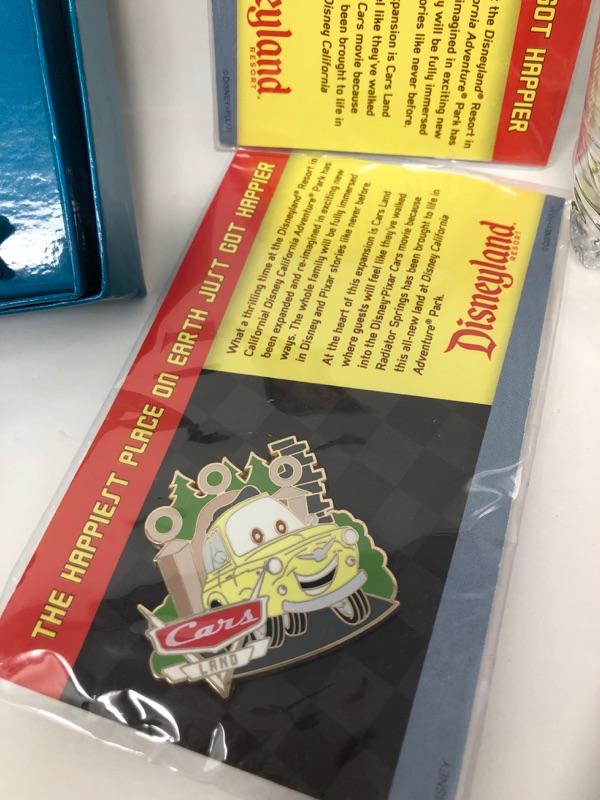 GOT HAPPIER
t the Disneyland® Resort in
ornia Adventure® Park has
imagined in exciting new
y will be fully immersed
ories like never before.
xpansion is Cars Land
el like they've walked
Cars movie because
been brought to life in
Disney California
Disneyland
RESORT.
THE HAPPIEST PLACE ON EARTH JUST GOT HAPPIER
What a thrilling time at the Disneyland® Resort in
California! Disney California Adventure® Park has
been expanded and re-imagined in exciting new
ways. The whole family will be fully immersed
in Disney and Pixar stories like never before.
At the heart of this expansion is Cars Land
where guests will feel like they've walked
into the Disney•Pixar Cars movie because
Radiator Springs has been brought to life in
this all-new land at Disney California
Adventure® Park.
Disneyland
RESORT.
Cars
LAND